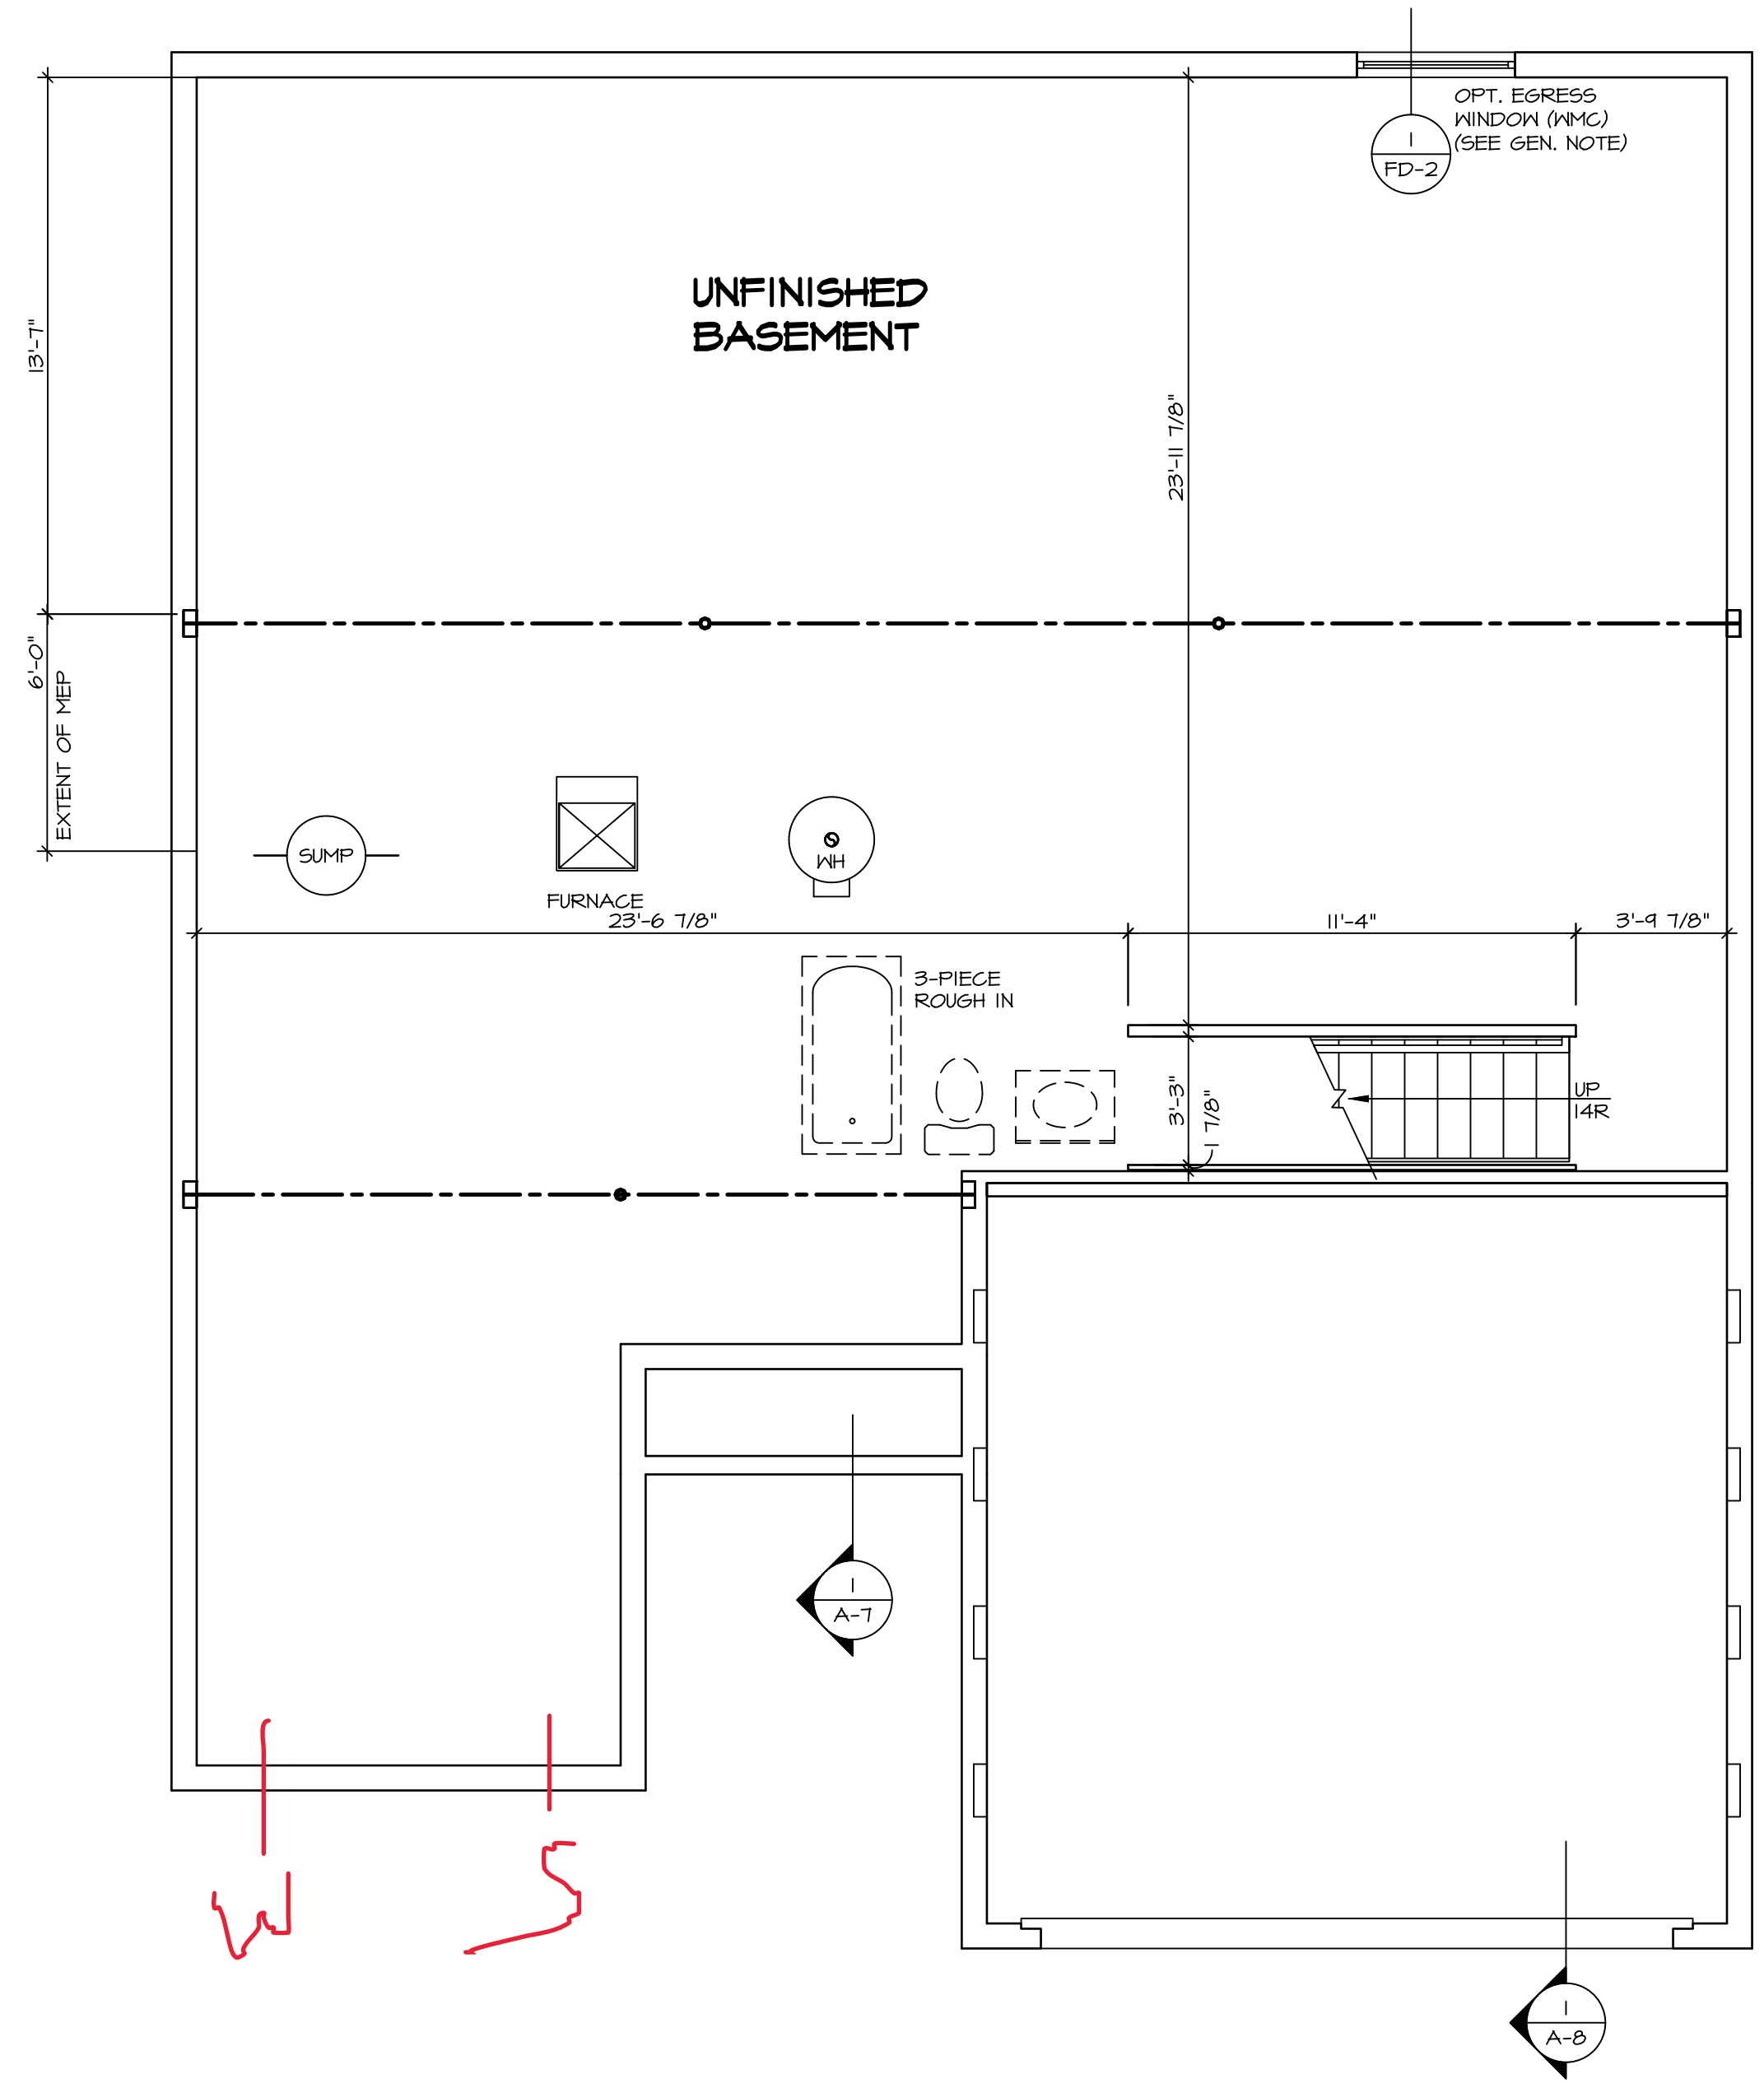 OPT. EGRESS
WINDOW (WMC)
(SEE GEN. NOTE)
1
FD-2
UNFINISHED
BASEMENT
13'-7"
23'-11 7/8"
6'-0"
EXTENT OF MEP
SUMP
WH
FURNACE
23'-6 7/8"
11'-4"
3'-9 7/8"
3-PIECE
ROUGH IN
3'-3"
1 7/8"
UP
14R
1
A-7
1
A-8